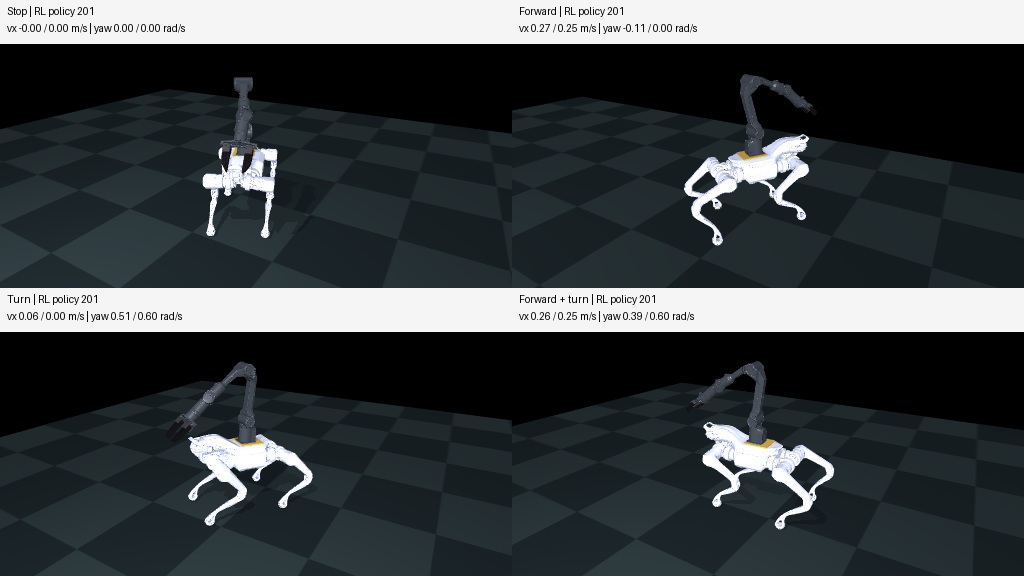 Stop | RL policy 201
vx -0.00 / 0.00 m/s | yaw 0.00 / 0.00 rad/s
Forward | RL policy 201
vx 0.27 / 0.25 m/s | yaw -0.11 / 0.00 rad/s
Turn | RL policy 201
vx 0.06 / 0.00 m/s | yaw 0.51 / 0.60 rad/s
Forward + turn | RL policy 201
vx 0.26 / 0.25 m/s | yaw 0.39 / 0.60 rad/s